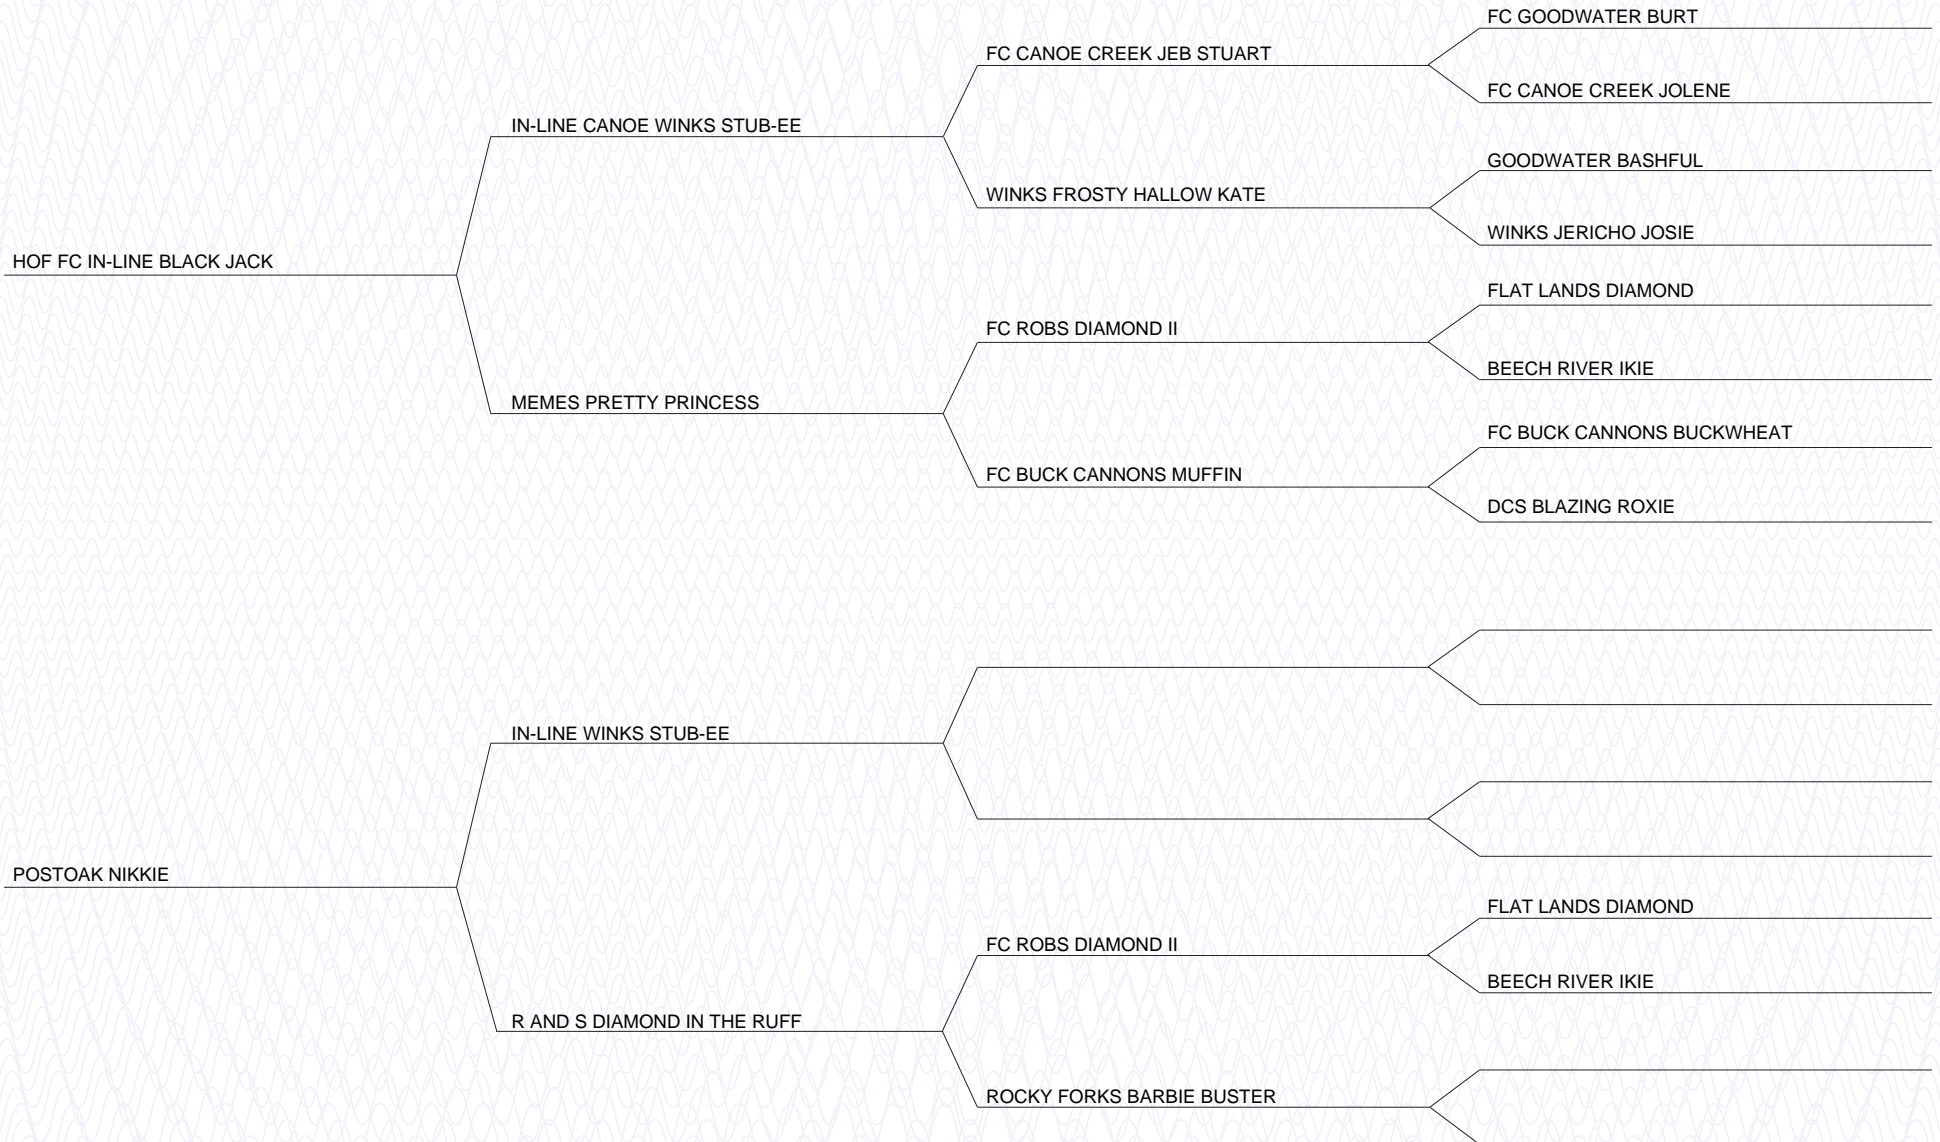 FC GOODWATER BURT
FC CANOE CREEK JEB STUART
FC CANOE CREEK JOLENE
IN-LINE CANOE WINKS STUB-EE
GOODWATER BASHFUL
WINKS FROSTY HALLOW KATE
WINKS JERICHO JOSIE
HOF FC IN-LINE BLACK JACK
FLAT LANDS DIAMOND
FC ROBS DIAMOND II
BEECH RIVER IKIE
MEMES PRETTY PRINCESS
FC BUCK CANNONS BUCKWHEAT
FC BUCK CANNONS MUFFIN
DCS BLAZING ROXIE
IN-LINE WINKS STUB-EE
POSTOAK NIKKIE
FLAT LANDS DIAMOND
FC ROBS DIAMOND II
BEECH RIVER IKIE
R AND S DIAMOND IN THE RUFF
ROCKY FORKS BARBIE BUSTER